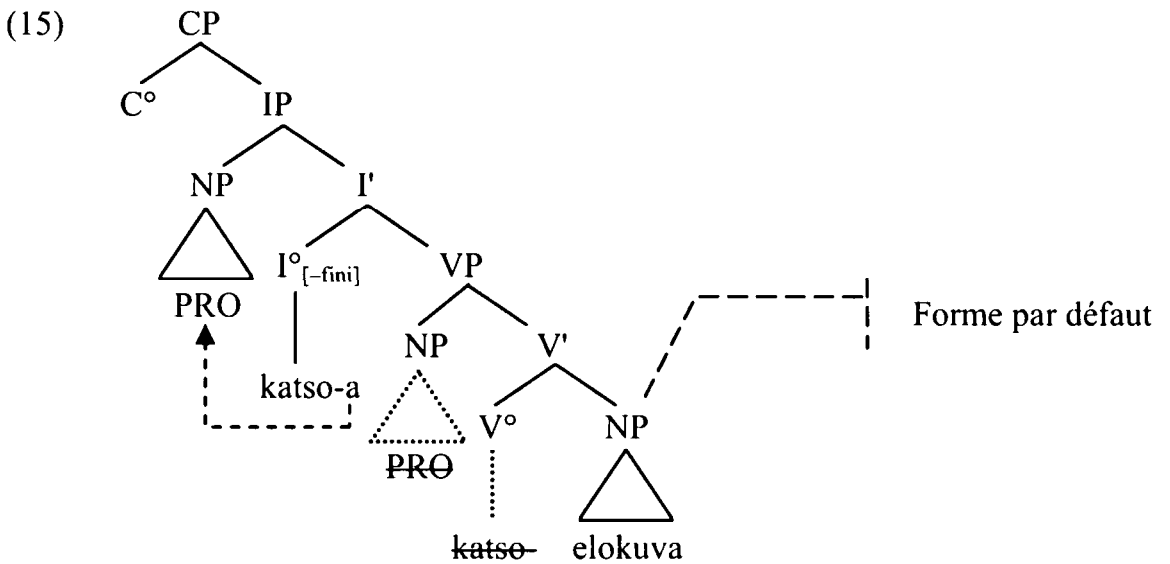 (15) CP
C° IP
NP I'
I°[–fini] VP
PRO
NP V'
katso-a
V° NP
PRO
katso- elokuva
Forme par défaut